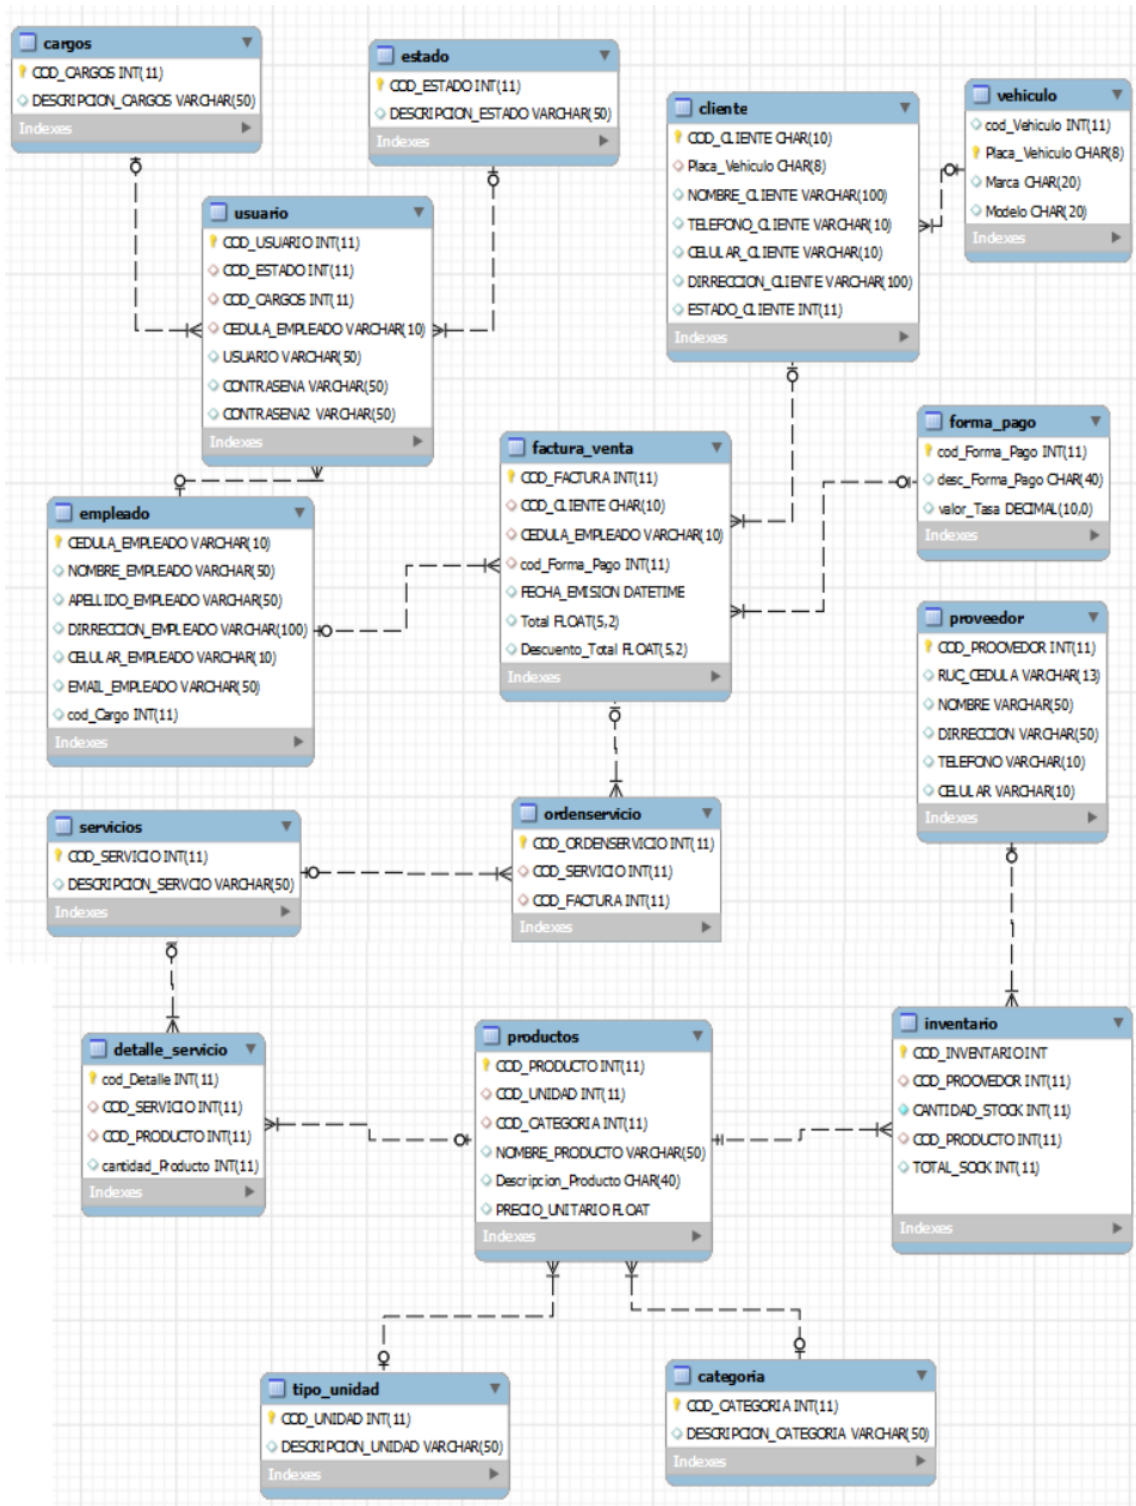 cargos
COD_CARGOS INT(11)
DESCRIPCION_CARGOS VARCHAR(50)
Indexes
estado
COD_ESTADO INT(11)
DESCRIPCION_ESTADO VARCHAR(50)
Indexes
cliente
COD_CLIENTE CHAR(10)
Placa_Vehiculo CHAR(8)
NOMBRE_CLIENTE VARCHAR(100)
TELEFONO_CLIENTE VARCHAR(10)
CELULAR_CLIENTE VARCHAR(10)
DIRRECCION_CLIENTE VARCHAR(100)
ESTADO_CLIENTE INT(11)
Indexes
vehiculo
cod_Vehiculo INT(11)
Placa_Vehiculo CHAR(8)
Marca CHAR(20)
Modelo CHAR(20)
Indexes
usuario
COD_USUARIO INT(11)
COD_ESTADO INT(11)
COD_CARGOS INT(11)
CEDULA_EMPLEADO VARCHAR(10)
USUARIO VARCHAR(50)
CONTRASENA VARCHAR(50)
CONTRASENA2 VARCHAR(50)
Indexes
factura_venta
COD_FACTURA INT(11)
COD_CLIENTE CHAR(10)
CEDULA_EMPLEADO VARCHAR(10)
cod_Forma_Pago INT(11)
FECHA_EMISION DATETIME
Total FLOAT(5,2)
Descuento_Total FLOAT(5,2)
Indexes
forma_pago
cod_Forma_Pago INT(11)
desc_Forma_Pago CHAR(40)
valor_Tasa DECIMAL(10,0)
Indexes
empleado
CEDULA_EMPLEADO VARCHAR(10)
NOMBRE_EMPLEADO VARCHAR(50)
APELLIDO_EMPLEADO VARCHAR(50)
DIRRECCION_EMPLEADO VARCHAR(100)
CELULAR_EMPLEADO VARCHAR(10)
EMAIL_EMPLEADO VARCHAR(50)
cod_Cargo INT(11)
Indexes
proveedor
COD_PROOVEDOR INT(11)
RUC_CEDULA VARCHAR(13)
NOMBRE VARCHAR(50)
DIRRECCION VARCHAR(50)
TELEFONO VARCHAR(10)
CELULAR VARCHAR(10)
Indexes
servicios
COD_SERVICIO INT(11)
DESCRIPCION_SERVCIO VARCHAR(50)
Indexes
ordenservicio
COD_ORDENSERVICIO INT(11)
COD_SERVICIO INT(11)
COD_FACTURA INT(11)
Indexes
detalle_servicio
cod_Detalle INT(11)
COD_SERVICIO INT(11)
COD_PRODUCTO INT(11)
cantidad_Producto INT(11)
Indexes
productos
COD_PRODUCTO INT(11)
COD_UNIDAD INT(11)
COD_CATEGORIA INT(11)
NOMBRE_PRODUCTO VARCHAR(50)
Descripcion_Producto CHAR(40)
PRECIO_UNITARIO FLOAT
Indexes
inventario
COD_INVENTARIO INT
COD_PROOVEDOR INT(11)
CANTIDAD_STOCK INT(11)
COD_PRODUCTO INT(11)
TOTAL_SOCK INT(11)
Indexes
tipo_unidad
COD_UNIDAD INT(11)
DESCRIPCION_UNIDAD VARCHAR(50)
Indexes
categoria
COD_CATEGORIA INT(11)
DESCRIPCION_CATEGORIA VARCHAR(50)
Indexes